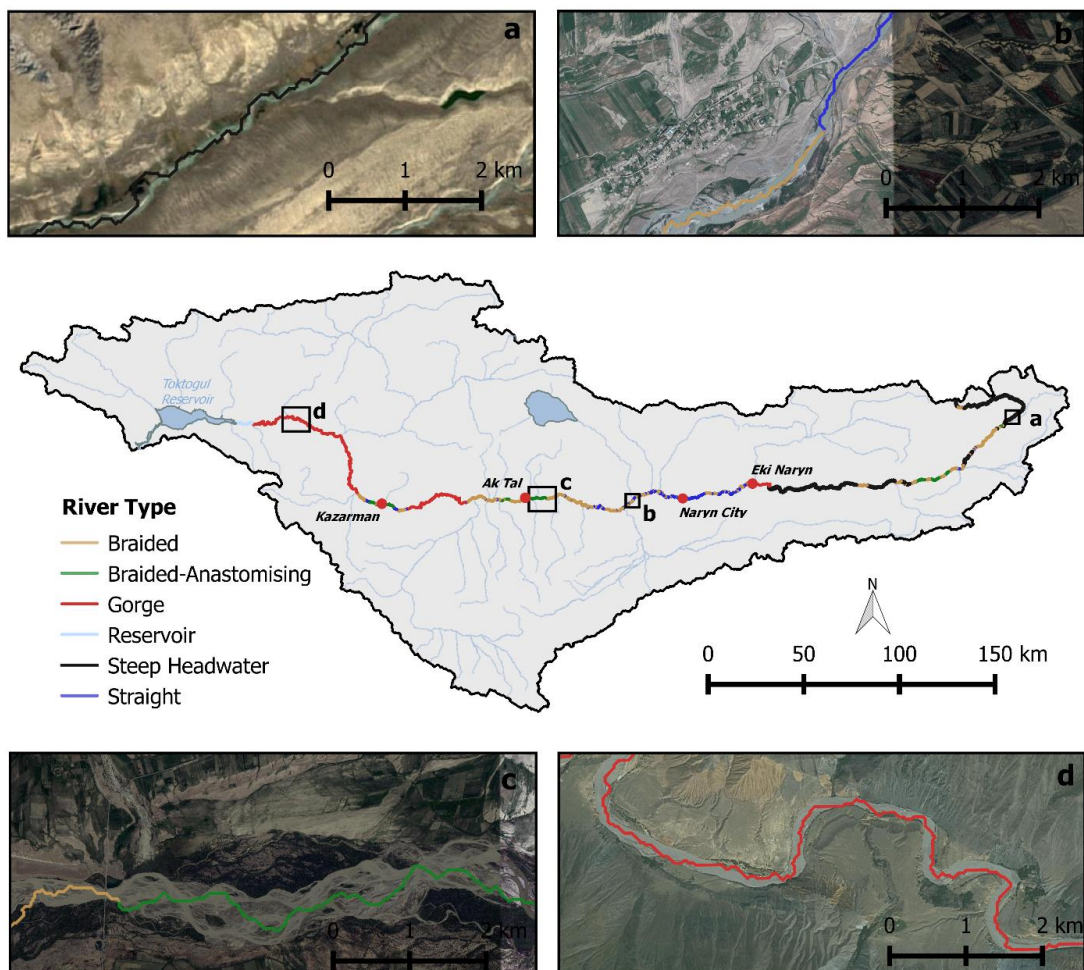 a
0 1 2 km
b
0 1 2 km
Toktogul
Reservoir
d
a
Ak Tal
c
Eki Naryn
Kazarman
b
Naryn City
River Type
Braided
Braided-Anastomising
Gorge
Reservoir
Steep Headwater
Straight
N
0 50 100 150 km
c
0 1 2 km
d
0 1 2 km